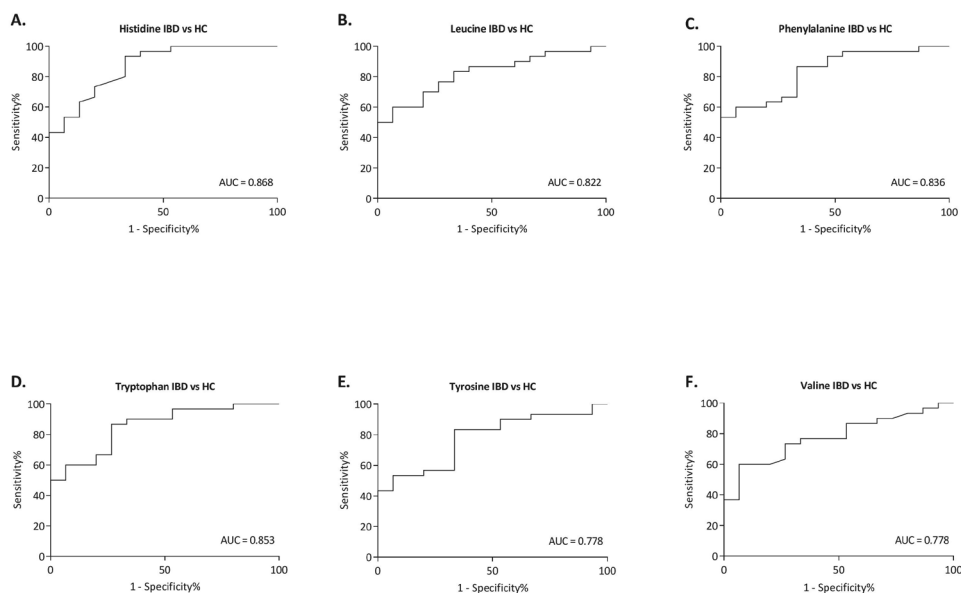 A.
Histidine IBD vs HC
100
80
60
40
20
0
Sensitivity%
AUC = 0.868
0 50 100
1 - Specificity%
B.
Leucine IBD vs HC
100
80
60
40
20
0
Sensitivity%
AUC = 0.822
0 50 100
1 - Specificity%
C.
Phenylalanine IBD vs HC
100
80
60
40
20
0
Sensitivity%
AUC = 0.836
0 50 100
1 - Specificity%
D.
Tryptophan IBD vs HC
100
80
60
40
20
0
Sensitivity%
AUC = 0.853
0 50 100
1 - Specificity%
E.
Tyrosine IBD vs HC
100
80
60
40
20
0
Sensitivity%
AUC = 0.778
0 50 100
1 - Specificity%
F.
Valine IBD vs HC
100
80
60
40
20
0
Sensitivity%
AUC = 0.778
0 50 100
1 - Specificity%